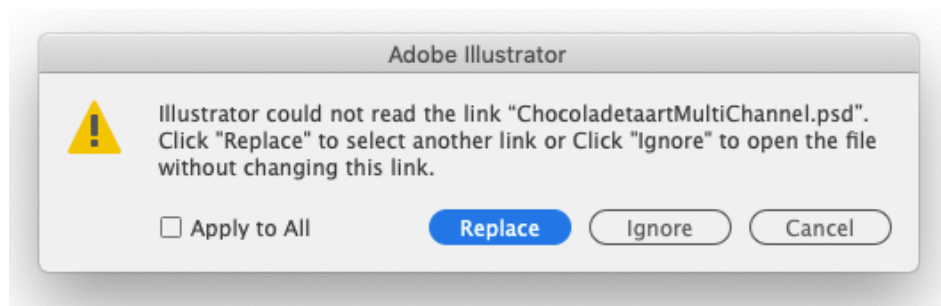 Adobe Illustrator
Illustrator could not read the link “ChocoladetaartMultiChannel.psd”.
Click "Replace" to select another link or Click "Ignore" to open the file
without changing this link.
Apply to All
Replace
Ignore
Cancel